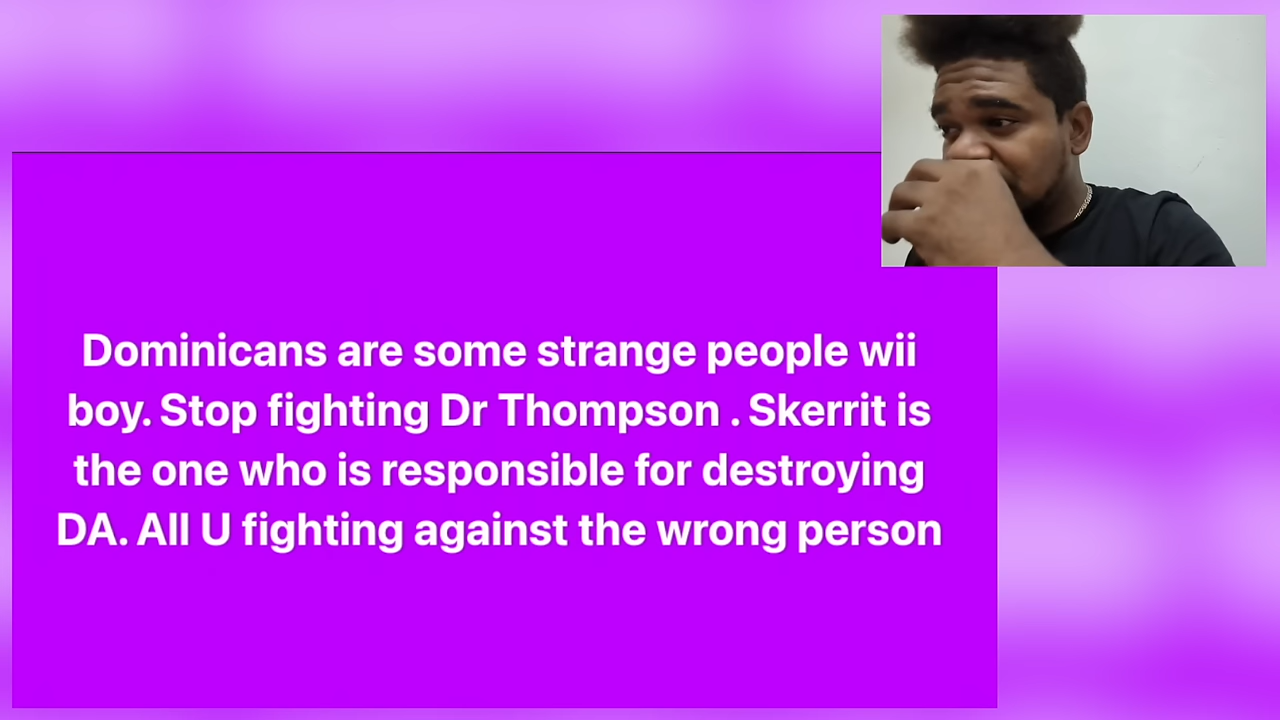 Dominicans are some strange people wii
boy. Stop fighting Dr Thompson . Skerrit is
the one who is responsible for destroying
DA. All U fighting against the wrong person